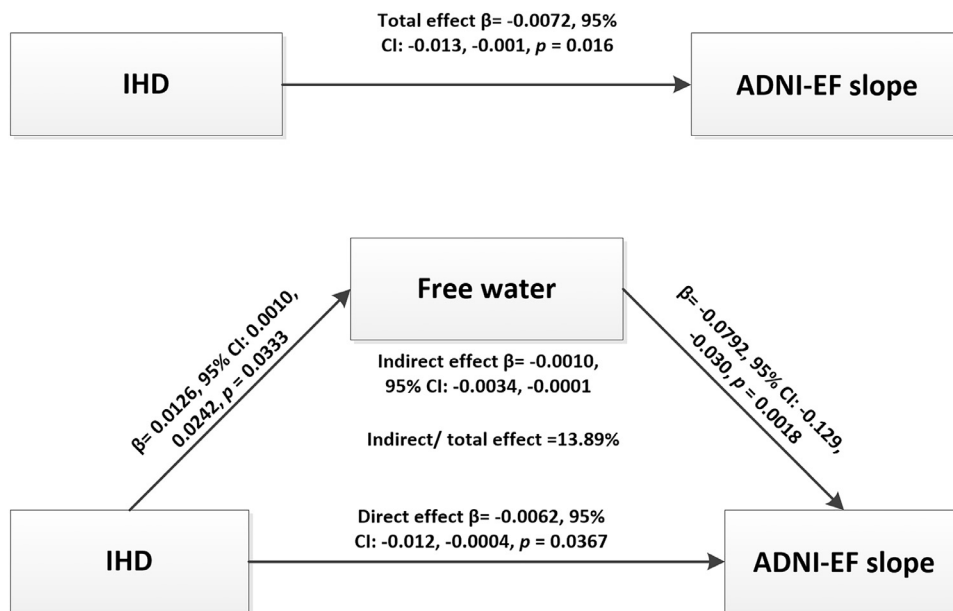 Total effect β= -0.0072, 95%
CI: -0.013, -0.001, p = 0.016
IHD
ADNI-EF slope
Free water
β= 0.0126, 95% CI: 0.0010,
0.0242, p = 0.0333
β= -0.0792, 95% CI: -0.129,
-0.030, p = 0.0018
Indirect effect β= -0.0010,
95% CI: -0.0034, -0.0001
Indirect/ total effect =13.89%
Direct effect β= -0.0062, 95%
CI: -0.012, -0.0004, p = 0.0367
IHD
ADNI-EF slope